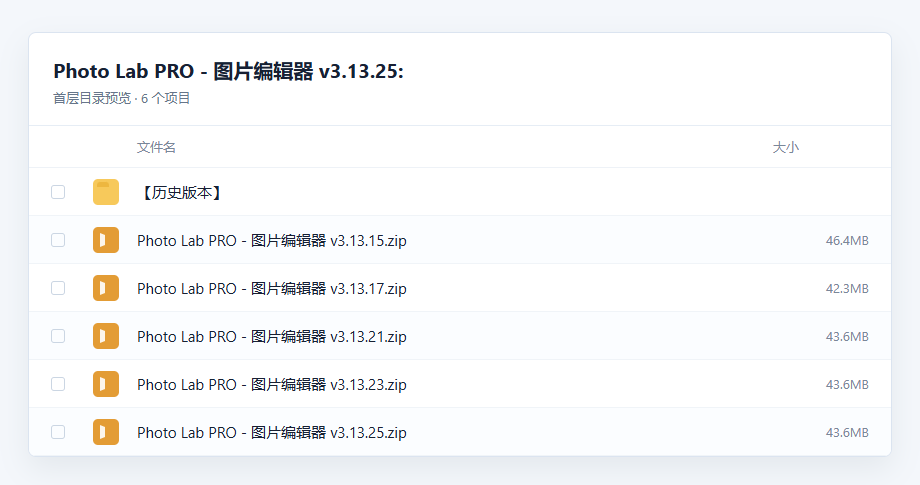 Photo Lab PRO - 图片编辑器 v3.13.25:
首层目录预览 · 6 个项目
文件名 大小
【历史版本】
Photo Lab PRO - 图片编辑器 v3.13.15.zip 46.4MB
Photo Lab PRO - 图片编辑器 v3.13.17.zip 42.3MB
Photo Lab PRO - 图片编辑器 v3.13.21.zip 43.6MB
Photo Lab PRO - 图片编辑器 v3.13.23.zip 43.6MB
Photo Lab PRO - 图片编辑器 v3.13.25.zip 43.6MB